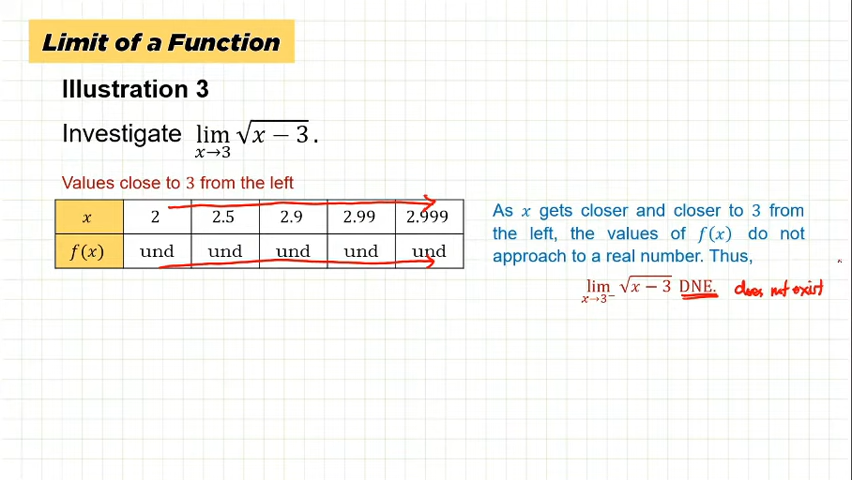 Limit of a Function
Illustration 3
Investigate lim x→3 √x − 3 .
Values close to 3 from the left
x 2 2.5 2.9 2.99 2.999
f(x) und und und und und
As x gets closer and closer to 3 from
the left, the values of f(x) do not
approach to a real number. Thus,
lim x→3⁻ √x − 3 DNE. does not exist